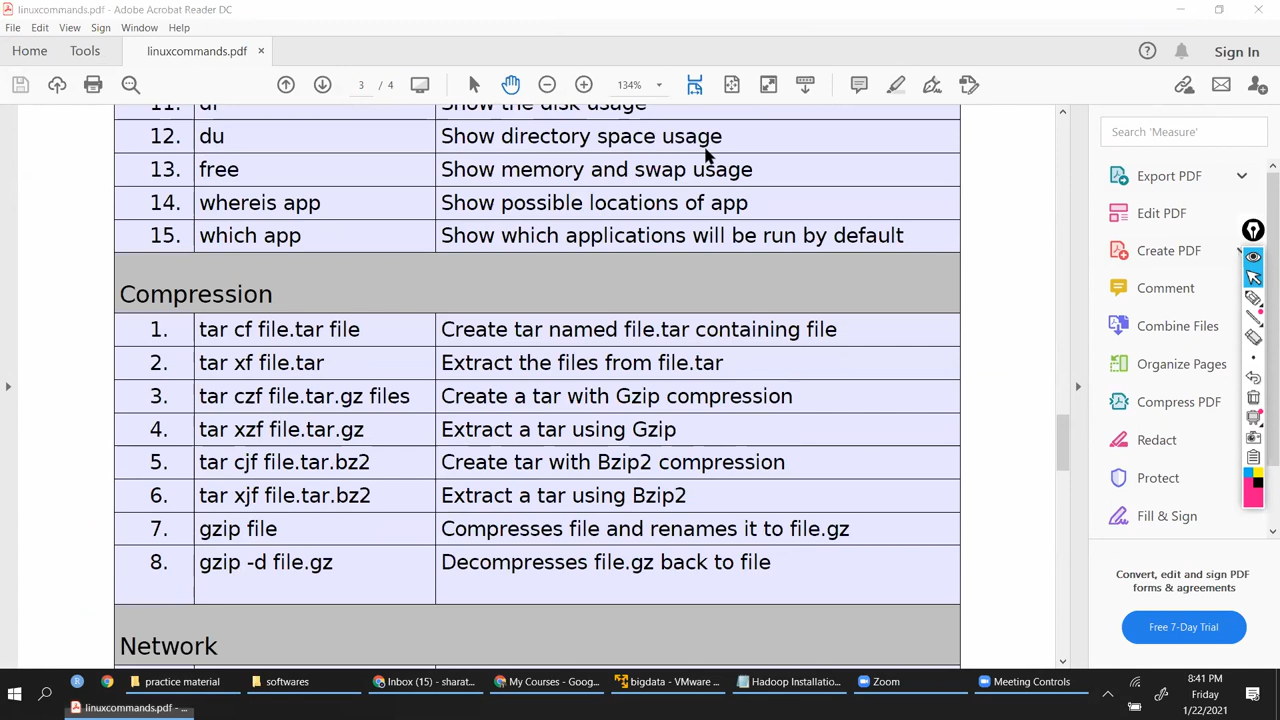 linuxcommands.pdf - Adobe Acrobat Reader DC
File Edit View Sign Window Help
Home Tools linuxcommands.pdf × Sign In
3 / 4 134%
11. df Show the disk usage
12. du Show directory space usage
13. free Show memory and swap usage
14. whereis app Show possible locations of app
15. which app Show which applications will be run by default
Compression
1. tar cf file.tar file Create tar named file.tar containing file
2. tar xf file.tar Extract the files from file.tar
3. tar czf file.tar.gz files Create a tar with Gzip compression
4. tar xzf file.tar.gz Extract a tar using Gzip
5. tar cjf file.tar.bz2 Create tar with Bzip2 compression
6. tar xjf file.tar.bz2 Extract a tar using Bzip2
7. gzip file Compresses file and renames it to file.gz
8. gzip -d file.gz Decompresses file.gz back to file
Network
Search 'Measure'
Export PDF
Edit PDF
Create PDF
Comment
Combine Files
Organize Pages
Compress PDF
Redact
Protect
Fill & Sign
Convert, edit and sign PDF
forms & agreements
Free 7-Day Trial
practice material softwares Inbox (15) - sharat... My Courses - Goog... bigdata - VMware ... Hadoop Installatio... Zoom Meeting Controls
linuxcommands.pdf - ...
8:41 PM
Friday
1/22/2021